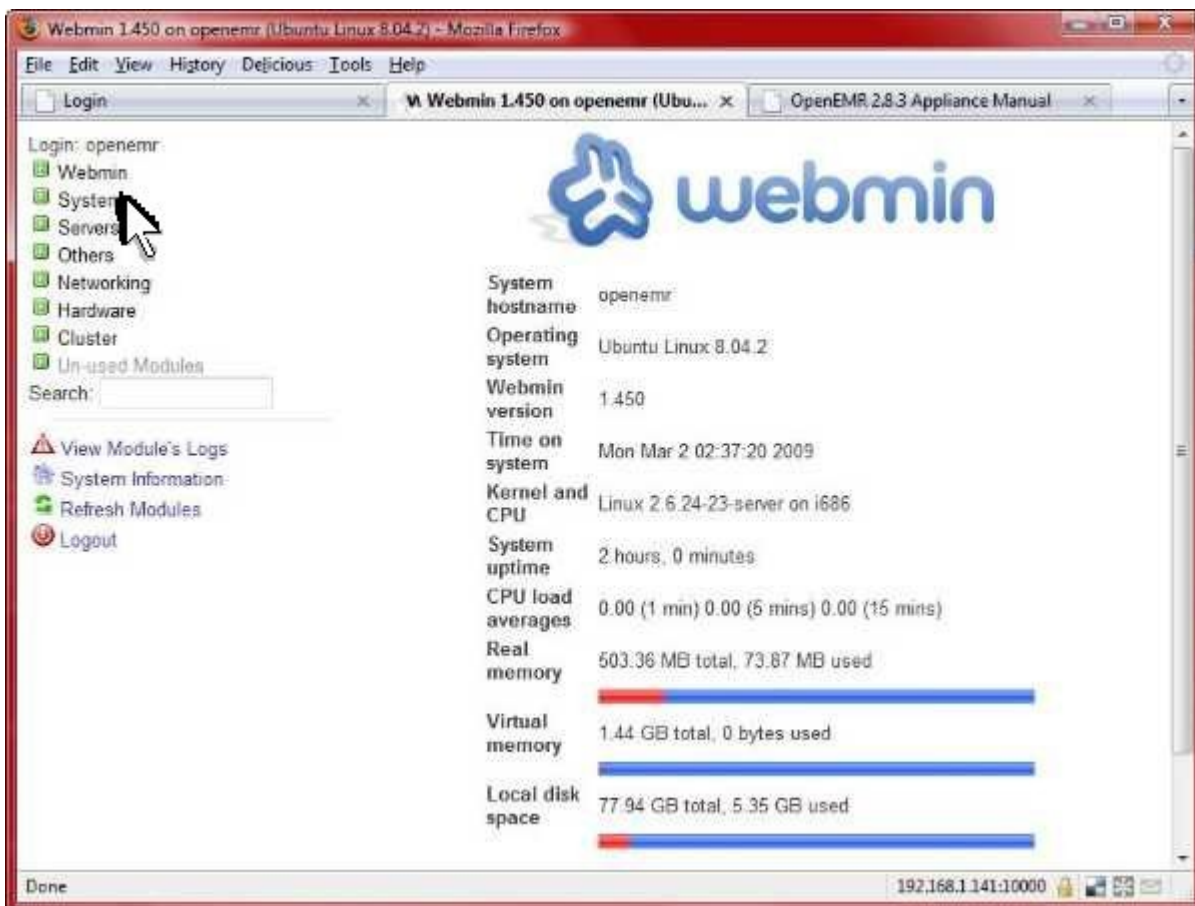 Webmin 1.450 on openemr (Ubuntu Linux 8.04.2) - Mozilla Firefox
File Edit View History Delicious Tools Help
Login
Webmin 1.450 on openemr (Ubu...
OpenEMR 2.8.3 Appliance Manual
Login: openemr
Webmin
System
Servers
Others
Networking
Hardware
Cluster
Un-used Modules
Search:
View Module's Logs
System Information
Refresh Modules
Logout
webmin
System
hostname
openemr
Operating
system
Ubuntu Linux 8.04.2
Webmin
version
1.450
Time on
system
Mon Mar 2 02:37:20 2009
Kernel and
CPU
Linux 2.6.24-23-server on i686
System
uptime
2 hours, 0 minutes
CPU load
averages
0.00 (1 min) 0.00 (5 mins) 0.00 (15 mins)
Real
memory
503.36 MB total, 73.87 MB used
Virtual
memory
1.44 GB total, 0 bytes used
Local disk
space
77.94 GB total, 5.35 GB used
Done
192.168.1.141:10000